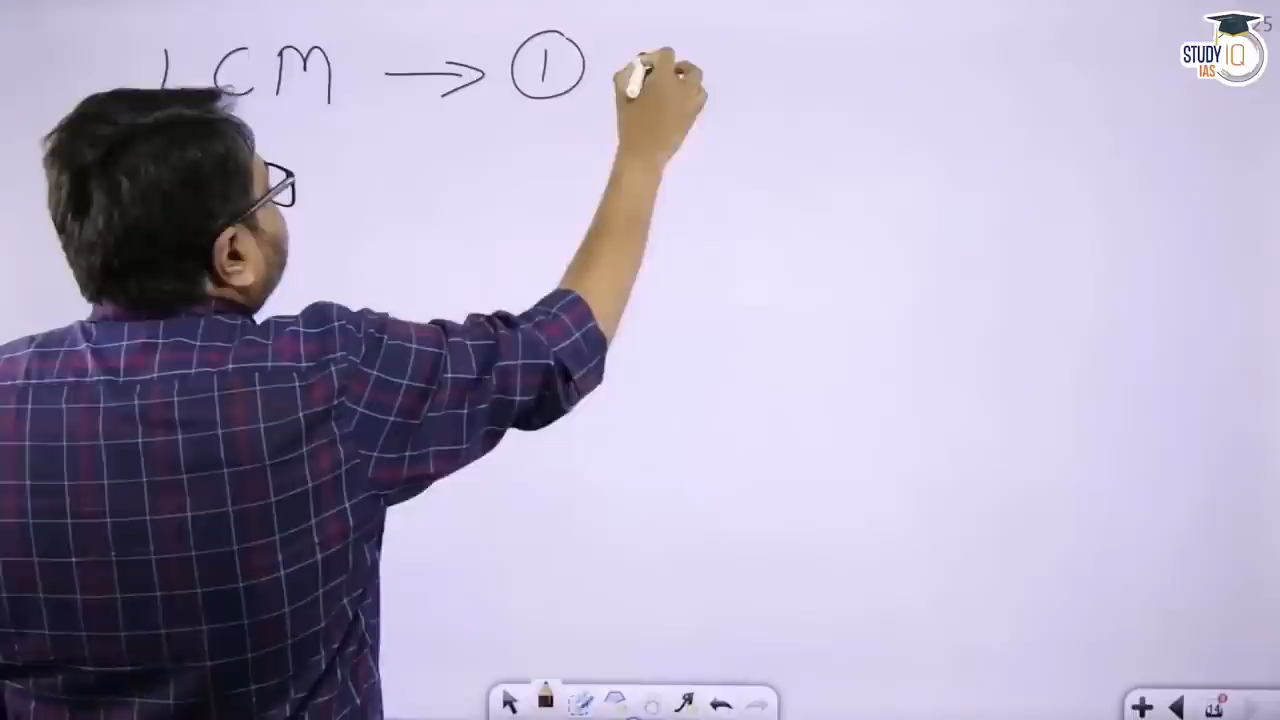 LCM → ①
STUDY IQ
IAS